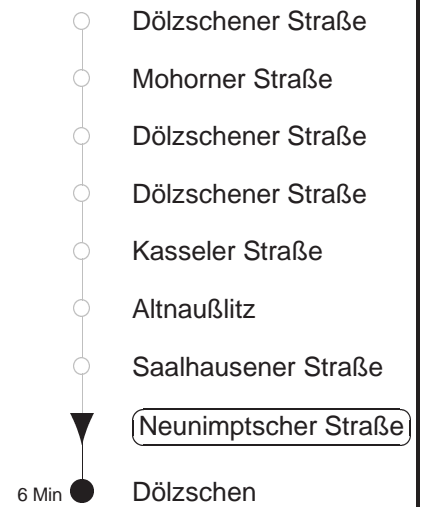 Dölzschener Straße
Mohorner Straße
Dölzschener Straße
Dölzschener Straße
Kasseler Straße
Altnaußlitz
Saalhausener Straße
Neunimptscher Straße
6 Min Dölzschen